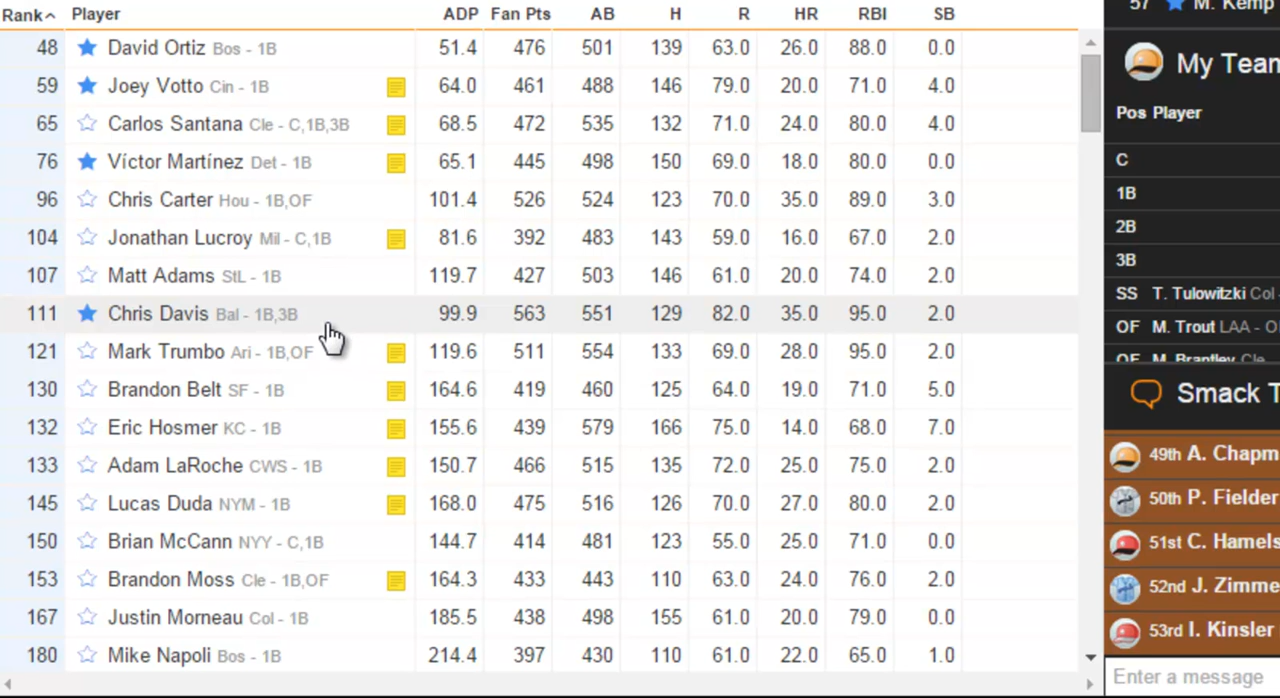 Rank Player ADP Fan Pts AB H R HR RBI SB
48 David Ortiz Bos - 1B 51.4 476 501 139 63.0 26.0 88.0 0.0
59 Joey Votto Cin - 1B 64.0 461 488 146 79.0 20.0 71.0 4.0
65 Carlos Santana Cle - C,1B,3B 68.5 472 535 132 71.0 24.0 80.0 4.0
76 Víctor Martínez Det - 1B 65.1 445 498 150 69.0 18.0 80.0 0.0
96 Chris Carter Hou - 1B,OF 101.4 526 524 123 70.0 35.0 89.0 3.0
104 Jonathan Lucroy Mil - C,1B 81.6 392 483 143 59.0 16.0 67.0 2.0
107 Matt Adams StL - 1B 119.7 427 503 146 61.0 20.0 74.0 2.0
111 Chris Davis Bal - 1B,3B 99.9 563 551 129 82.0 35.0 95.0 2.0
121 Mark Trumbo Ari - 1B,OF 119.6 511 554 133 69.0 28.0 95.0 2.0
130 Brandon Belt SF - 1B 164.6 419 460 125 64.0 19.0 71.0 5.0
132 Eric Hosmer KC - 1B 155.6 439 579 166 75.0 14.0 68.0 7.0
133 Adam LaRoche CWS - 1B 150.7 466 515 135 72.0 25.0 75.0 2.0
145 Lucas Duda NYM - 1B 168.0 475 516 126 70.0 27.0 80.0 2.0
150 Brian McCann NYY - C,1B 144.7 414 481 123 55.0 25.0 71.0 0.0
153 Brandon Moss Cle - 1B,OF 164.3 433 443 110 63.0 24.0 76.0 2.0
167 Justin Morneau Col - 1B 185.5 438 498 155 61.0 20.0 79.0 0.0
180 Mike Napoli Bos - 1B 214.4 397 430 110 61.0 22.0 65.0 1.0
57 M. Kemp
My Team
Pos Player
C
1B
2B
3B
SS T. Tulowitzki Col -
OF M. Trout LAA - O
OF M. Brantley Cle
Smack T
49th A. Chapm
50th P. Fielder
51st C. Hamels
52nd J. Zimme
53rd I. Kinsler
Enter a message